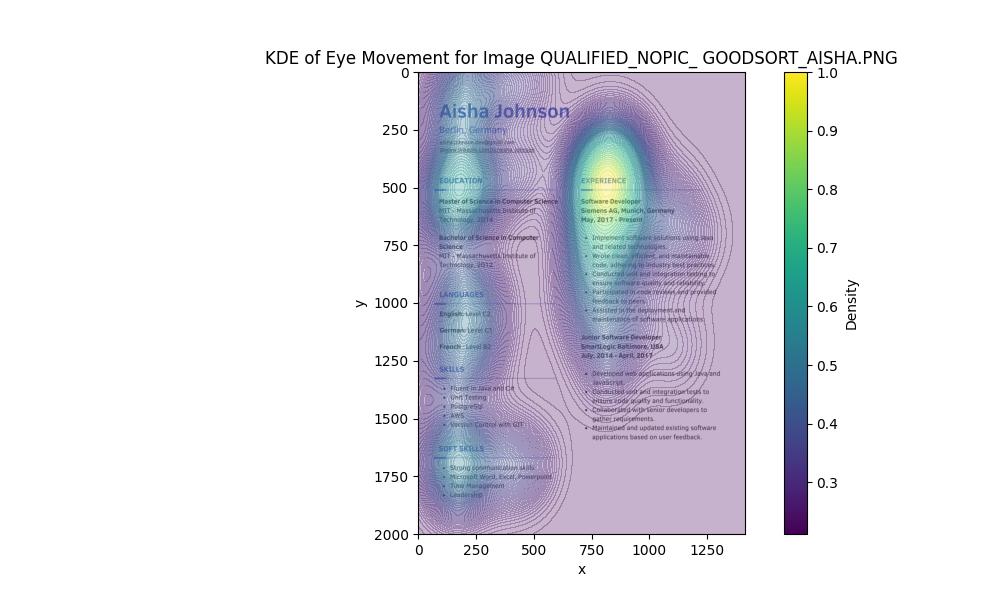 KDE of Eye Movement for Image QUALIFIED_NOPIC_ GOODSORT_AISHA.PNG
0
250
500
750
1000
1250
1500
1750
2000
y
0
250
500
750
1000
1250
x
Aisha Johnson
Berlin, Germany
EDUCATION
Master of Science in Computer Science
MIT - Massachusetts Institute of
Technology, 2014
Bachelor of Science in Computer
Science
MIT - Massachusetts Institute of
Technology, 2012
LANGUAGES
English: Level C2
German: Level C1
French: Level B2
SKILLS
• Fluent in Java and C#
• Unit Testing
• PostgreSql
• AWS
• Version Control with GIT
SOFT SKILLS
• Strong communication skills
• Microsoft Word, Excel, Powerpoint
• Time Management
• Leadership
EXPERIENCE
Software Developer
Siemens AG, Munich, Germany
May, 2017 - Present
• Implement software solutions using Java
and related technologies.
• Wrote clean, efficient, and maintainable
code, adhering to industry best practices.
• Conducted unit and integration testing to
ensure software quality and reliability.
• Participated in code reviews and provided
feedback to peers.
• Assisted in the deployment and
maintenance of software applications.
Junior Software Developer
SmartLogic Baltimore, USA
July, 2014 - April, 2017
• Developed web applications using Java and
JavaScript.
• Conducted unit and integration tests to
ensure code quality and functionality.
• Collaborated with senior developers to
gather requirements.
• Maintained and updated existing software
applications based on user feedback.
1.0
0.9
0.8
0.7
0.6
0.5
0.4
0.3
Density